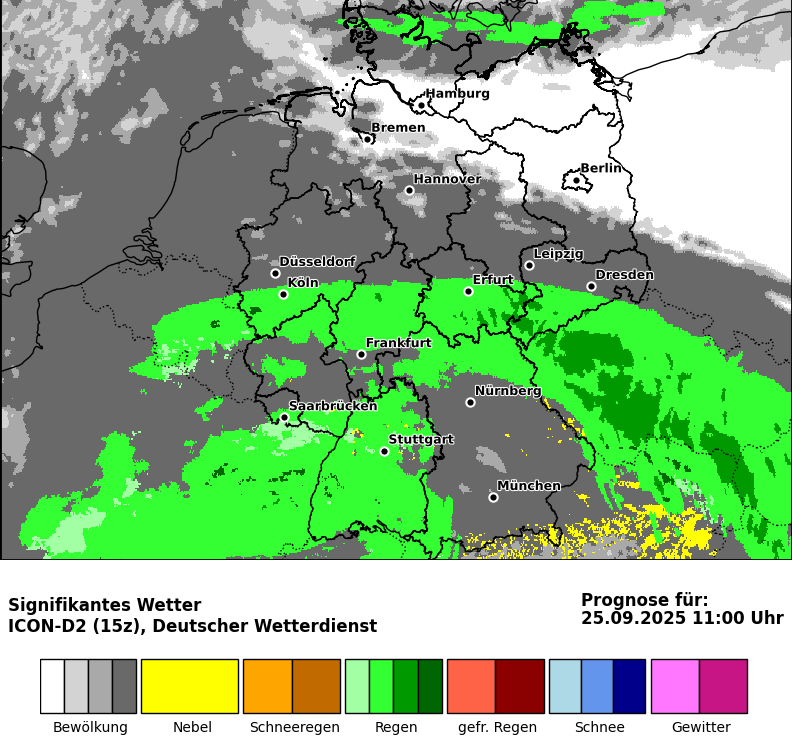 Hamburg
Bremen
Berlin
Hannover
Leipzig
Düsseldorf
Dresden
Köln
Erfurt
Frankfurt
Nürnberg
Saarbrücken
Stuttgart
München
Signifikantes Wetter
ICON-D2 (15z), Deutscher Wetterdienst
Prognose für:
25.09.2025 11:00 Uhr
Bewölkung
Nebel
Schneeregen
Regen
gefr. Regen
Schnee
Gewitter